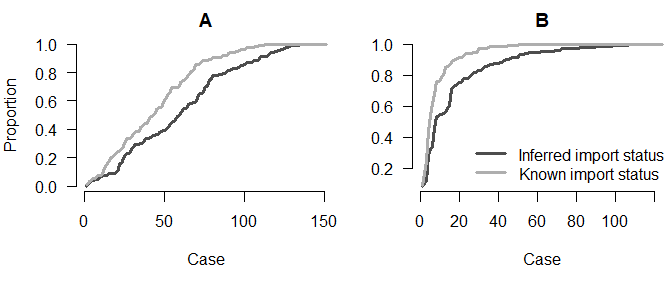 A
B
Proportion
1.0
0.8
0.6
0.4
0.2
0.0
1.0
0.8
0.6
0.4
0.2
Inferred import status
Known import status
0 50 100 150
0 20 40 60 80 100
Case
Case